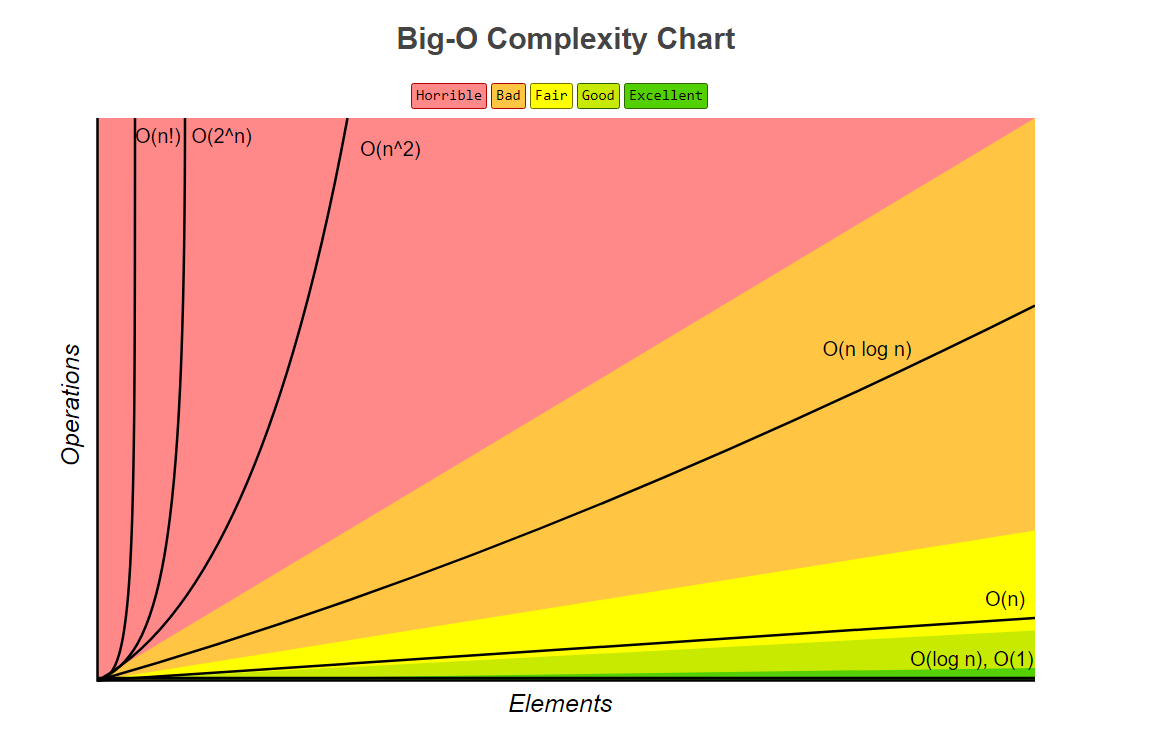 Big-O Complexity Chart
Horrible Bad Fair Good Excellent
O(n!) O(2^n)
O(n^2)
O(n log n)
O(n)
O(log n), O(1)
Operations
Elements